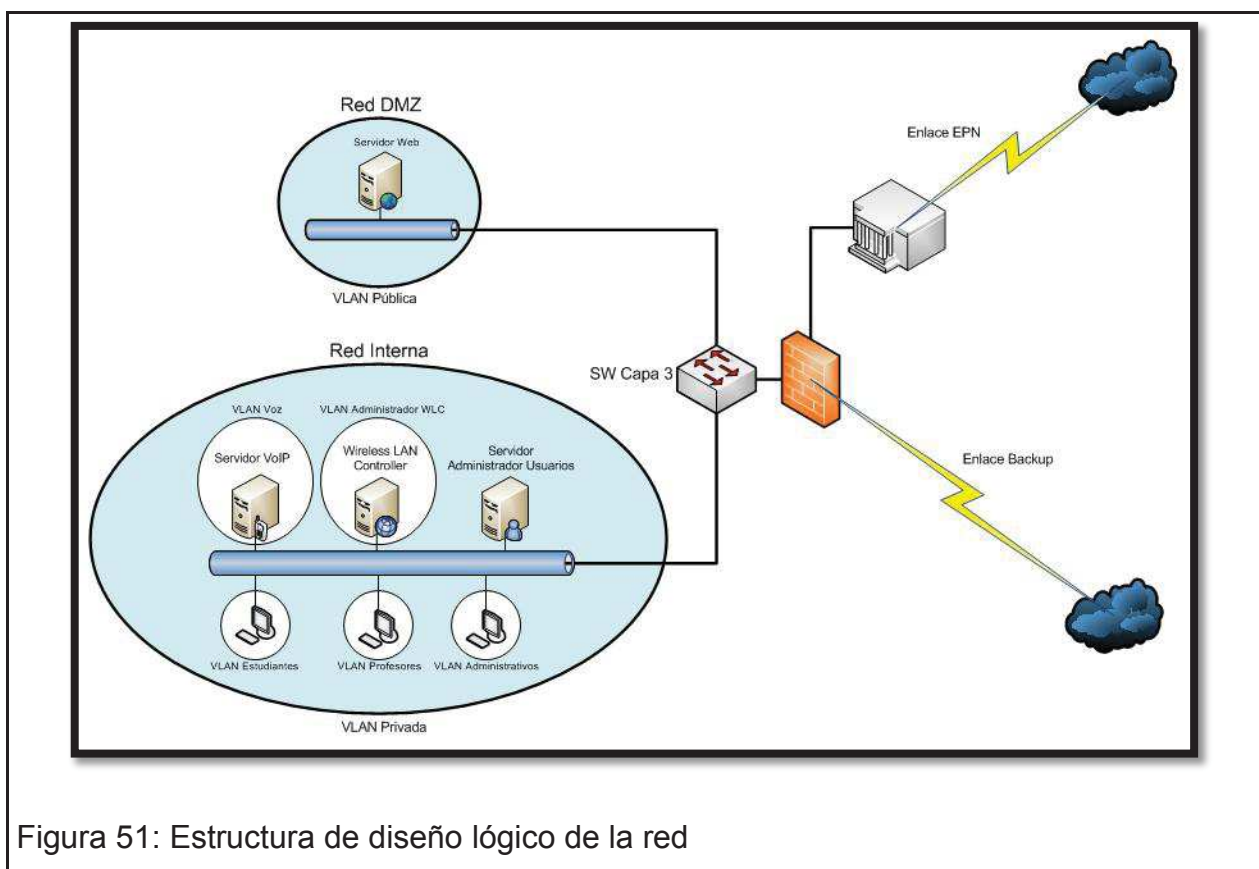 Red DMZ
Servidor Web
VLAN Pública
Enlace EPN
Red Interna
SW Capa 3
VLAN Voz
VLAN Administrador WLC
Servidor VoIP
Wireless LAN
Controller
Servidor
Administrador Usuarios
Enlace Backup
VLAN Estudiantes
VLAN Profesores
VLAN Administrativos
VLAN Privada
Figura 51: Estructura de diseño lógico de la red